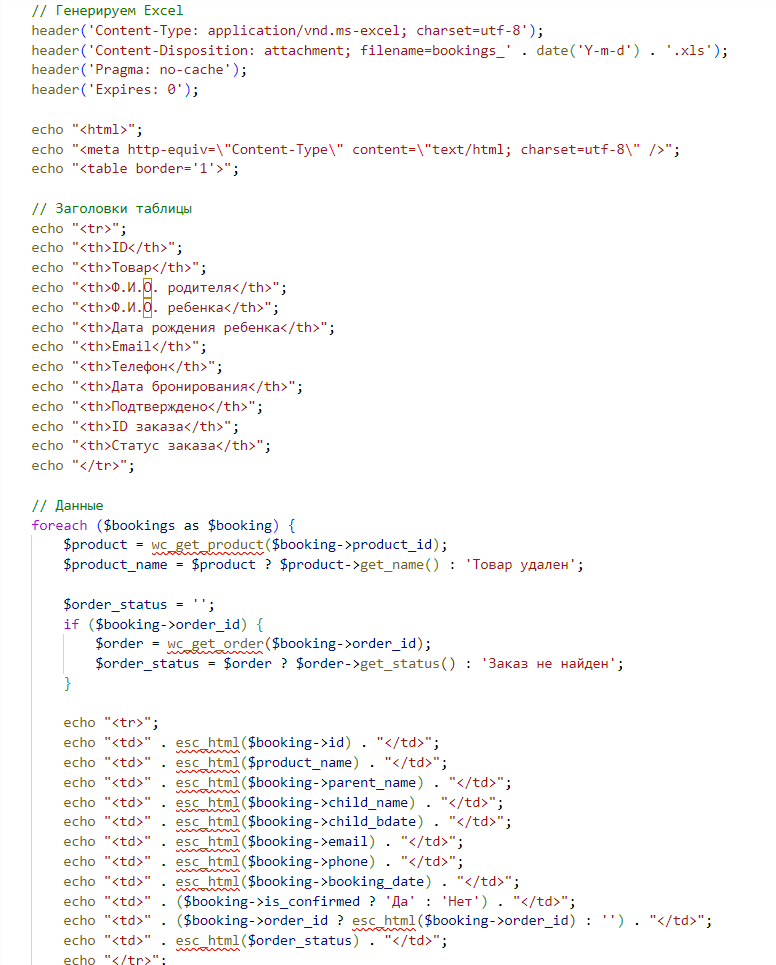 // Генерируем Excel
header('Content-Type: application/vnd.ms-excel; charset=utf-8');
header('Content-Disposition: attachment; filename=bookings_' . date('Y-m-d') . '.xls');
header('Pragma: no-cache');
header('Expires: 0');
echo "<html>";
echo "<meta http-equiv=\"Content-Type\" content=\"text/html; charset=utf-8\" />";
echo "<table border='1'>";
// Заголовки таблицы
echo "<tr>";
echo "<th>ID</th>";
echo "<th>Товар</th>";
echo "<th>Ф.И.О. родителя</th>";
echo "<th>Ф.И.О. ребенка</th>";
echo "<th>Дата рождения ребенка</th>";
echo "<th>Email</th>";
echo "<th>Телефон</th>";
echo "<th>Дата бронирования</th>";
echo "<th>Подтверждено</th>";
echo "<th>ID заказа</th>";
echo "<th>Статус заказа</th>";
echo "</tr>";
// Данные
foreach ($bookings as $booking) {
$product = wc_get_product($booking->product_id);
$product_name = $product ? $product->get_name() : 'Товар удален';
$order_status = '';
if ($booking->order_id) {
$order = wc_get_order($booking->order_id);
$order_status = $order ? $order->get_status() : 'Заказ не найден';
}
echo "<tr>";
echo "<td>" . esc_html($booking->id) . "</td>";
echo "<td>" . esc_html($product_name) . "</td>";
echo "<td>" . esc_html($booking->parent_name) . "</td>";
echo "<td>" . esc_html($booking->child_name) . "</td>";
echo "<td>" . esc_html($booking->child_bdate) . "</td>";
echo "<td>" . esc_html($booking->email) . "</td>";
echo "<td>" . esc_html($booking->phone) . "</td>";
echo "<td>" . esc_html($booking->booking_date) . "</td>";
echo "<td>" . ($booking->is_confirmed ? 'Да' : 'Нет') . "</td>";
echo "<td>" . ($booking->order_id ? esc_html($booking->order_id) : '') . "</td>";
echo "<td>" . esc_html($order_status) . "</td>";
echo "</tr>";